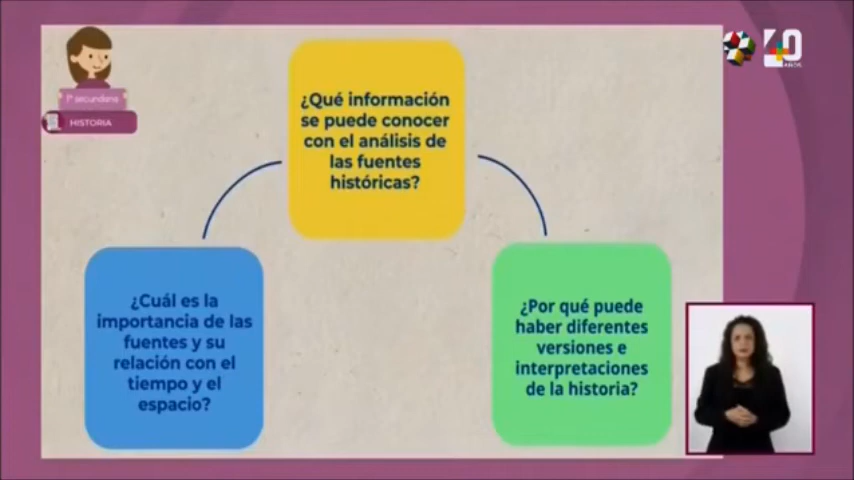 1° secundaria
HISTORIA
40
AÑOS
¿Qué información
se puede conocer
con el análisis de
las fuentes
históricas?
¿Cuál es la
importancia de las
fuentes y su
relación con el
tiempo y el
espacio?
¿Por qué puede
haber diferentes
versiones e
interpretaciones
de la historia?